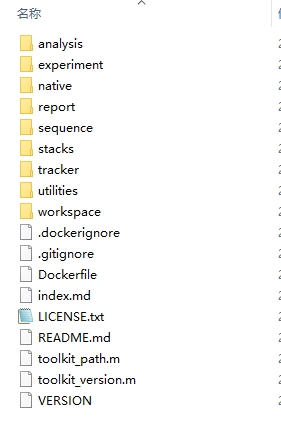 名称
analysis
experiment
native
report
sequence
stacks
tracker
utilities
workspace
.dockerignore
.gitignore
Dockerfile
index.md
LICENSE.txt
README.md
toolkit_path.m
toolkit_version.m
VERSION